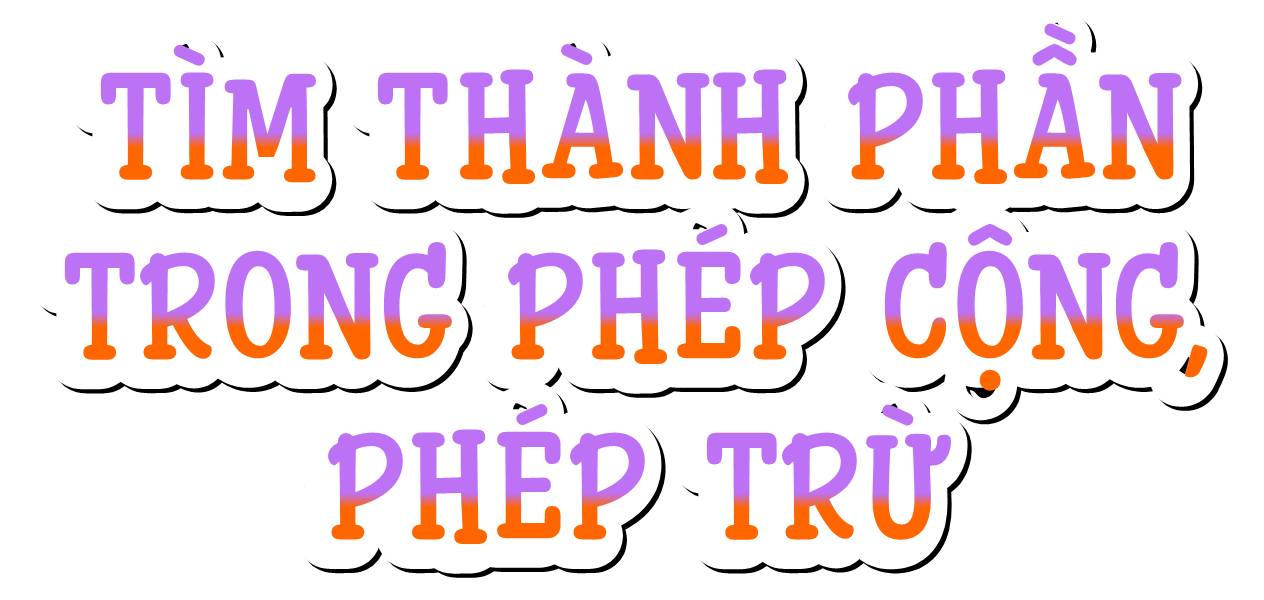 TÌM THÀNH PHẦN
TRONG PHÉP CỘNG,
PHÉP TRỪ